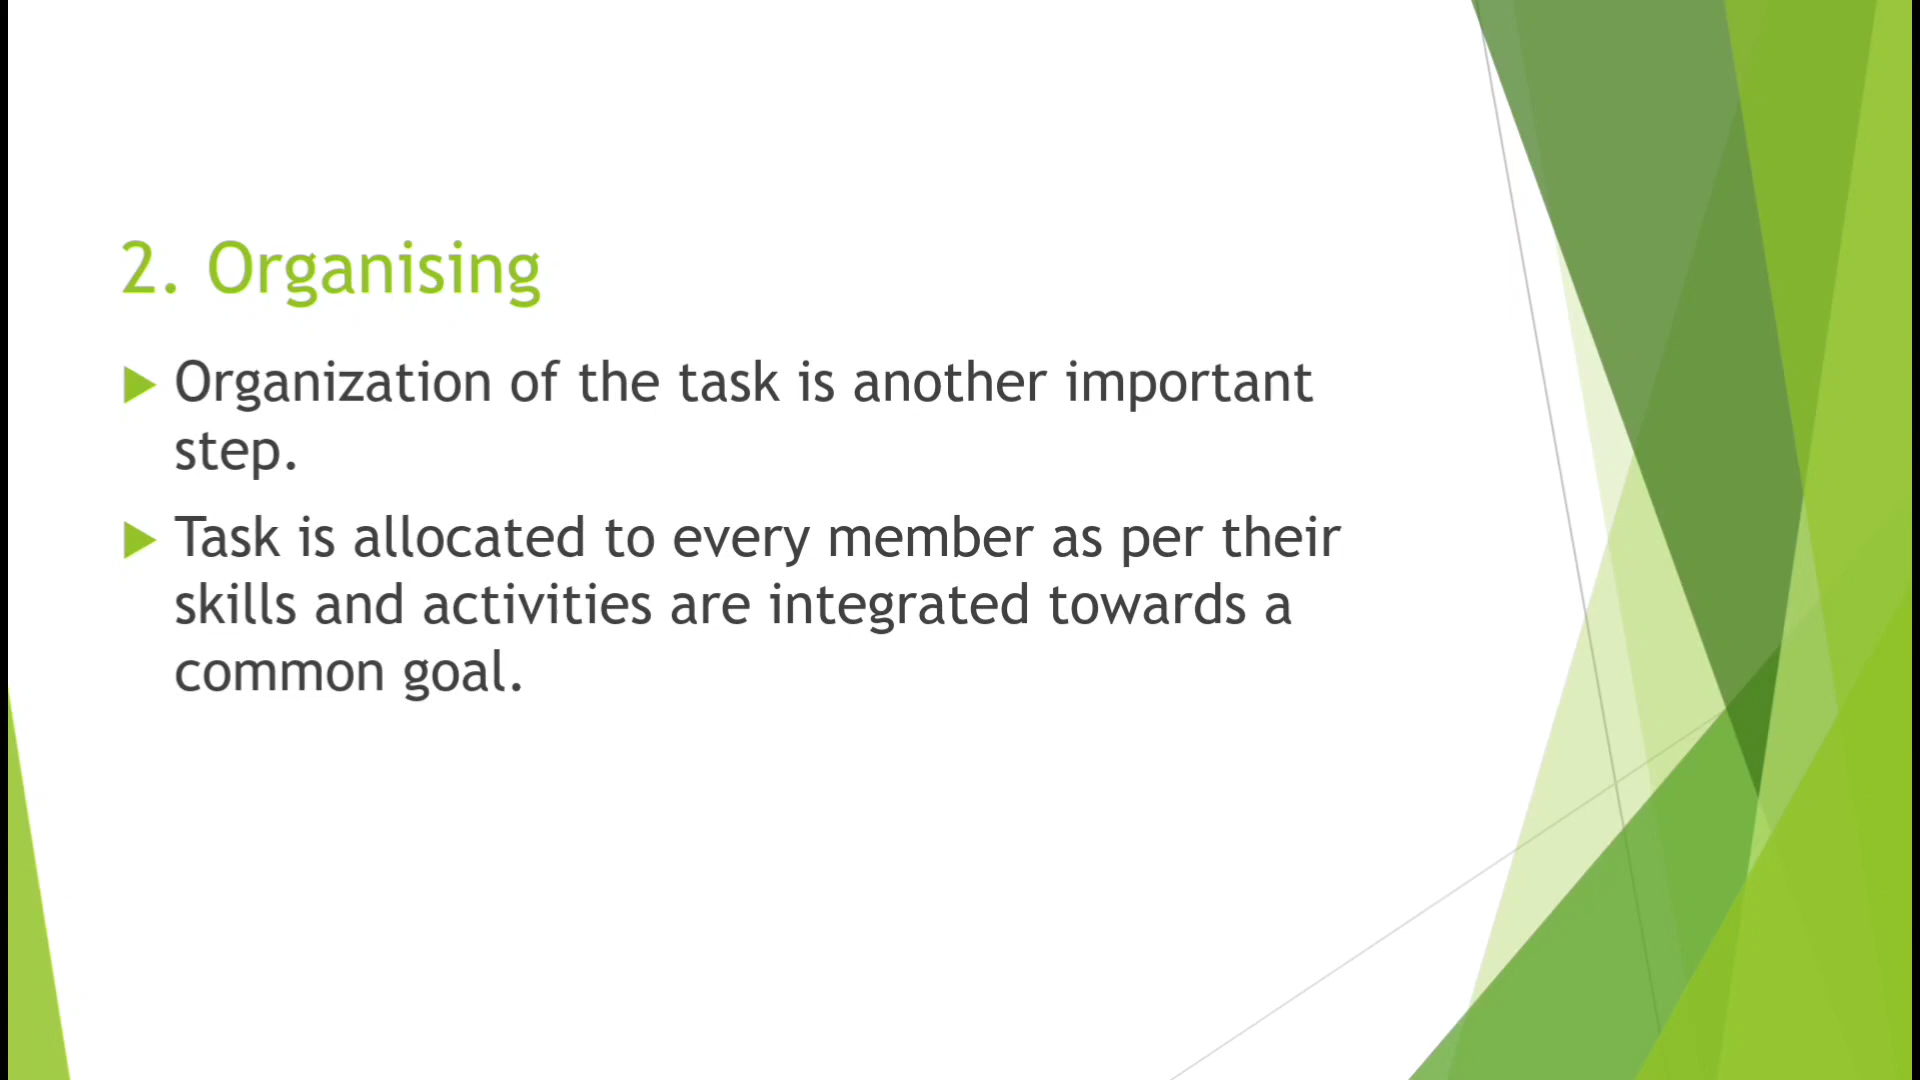 2. Organising
Organization of the task is another important
step.
Task is allocated to every member as per their
skills and activities are integrated towards a
common goal.